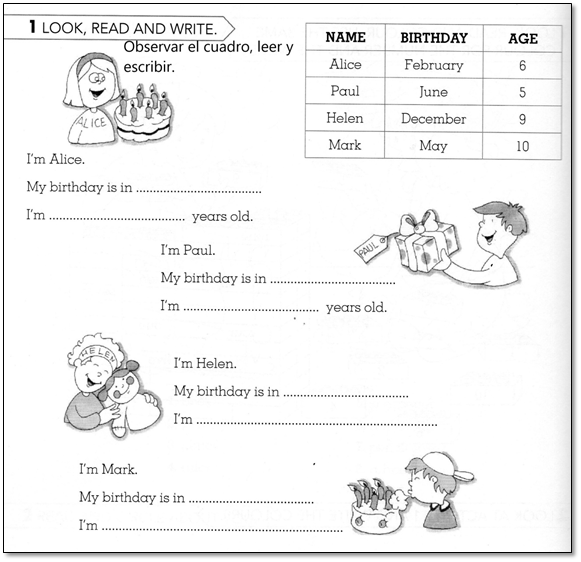 1 LOOK, READ AND WRITE.
Observar el cuadro, leer y
escribir.
NAME BIRTHDAY AGE
Alice February 6
Paul June 5
Helen December 9
Mark May 10
ALICE
I'm Alice.
My birthday is in ................................
I'm .................................. years old.
PAUL
I'm Paul.
My birthday is in ................................
I'm .................................. years old.
HELEN
I'm Helen.
My birthday is in ................................
I'm ............................................................
I'm Mark.
My birthday is in ................................
I'm ............................................................